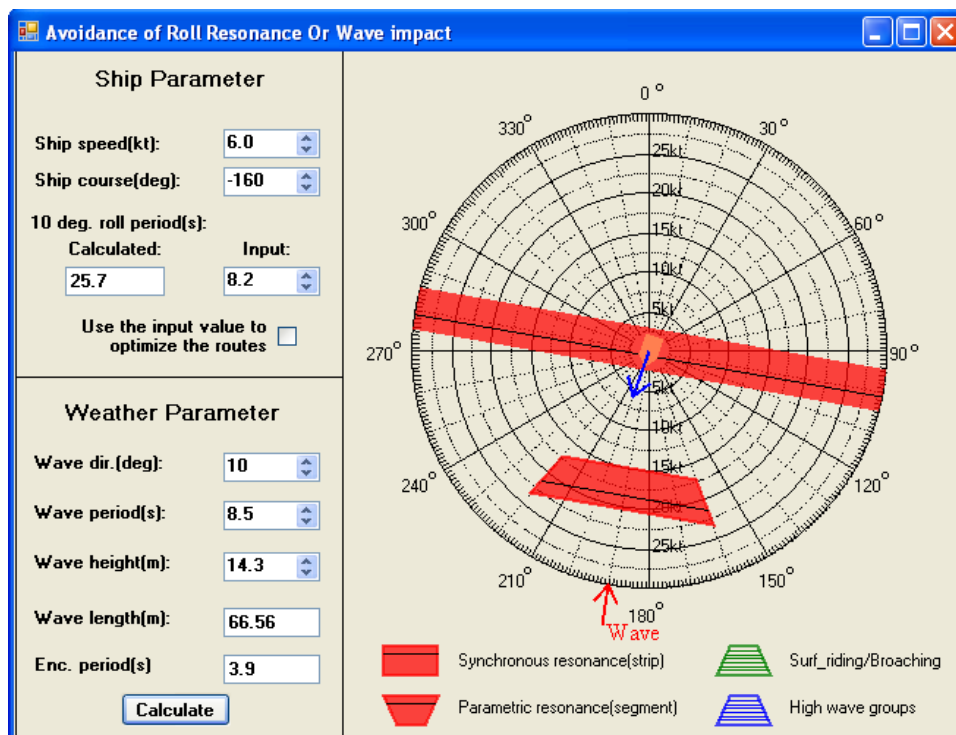 Avoidance of Roll Resonance Or Wave impact
Ship Parameter
Ship speed(kt): 6.0
Ship course(deg): -160
10 deg. roll period(s):
Calculated: Input:
25.7 8.2
Use the input value to
optimize the routes
Weather Parameter
Wave dir.(deg): 10
Wave period(s): 8.5
Wave height(m): 14.3
Wave length(m): 66.56
Enc. period(s) 3.9
Calculate
0°
330° 30°
25kt
20kt
300° 60°
15kt
10kt
5kt
270° 90°
5kt
10kt
15kt
240° 120°
20kt
25kt
210° 150°
180°
Wave
Synchronous resonance(strip) Surf_riding/Broaching
Parametric resonance(segment) High wave groups